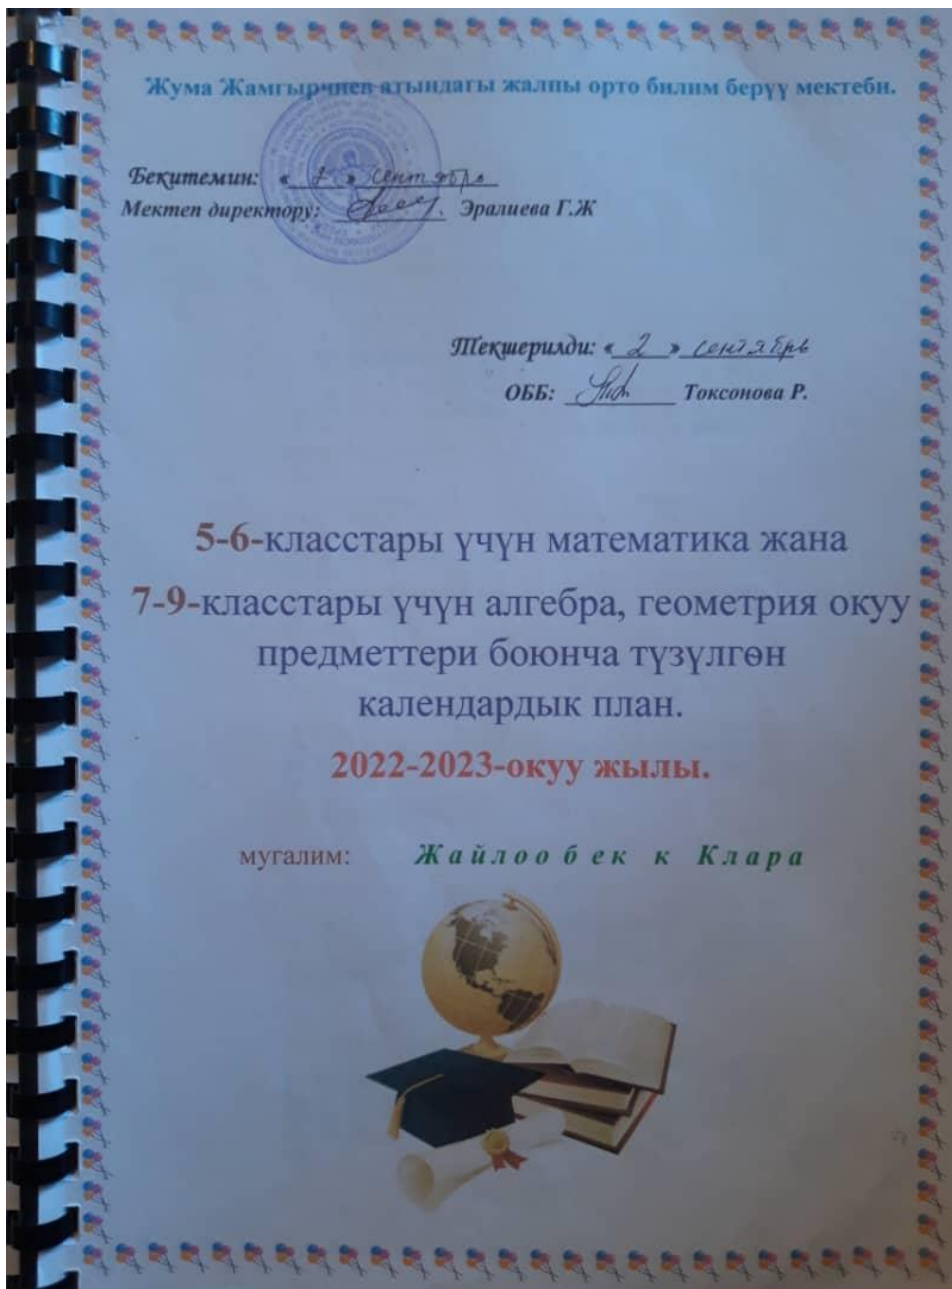 Жума Жамгырчиев атындагы жалпы орто билим берүү мектеби.
Бекитемин: « 2 » сентябрь
Мектеп директору: Эралиева Г.Ж
Текшерилди: « 2 » сентябрь
ОББ: Токсонова Р.
5-6-класстары үчүн математика жана
7-9-класстары үчүн алгебра, геометрия окуу
предметтери боюнча түзүлгөн
календардык план.
2022-2023-окуу жылы.
мугалим: Жайлообек к Клара